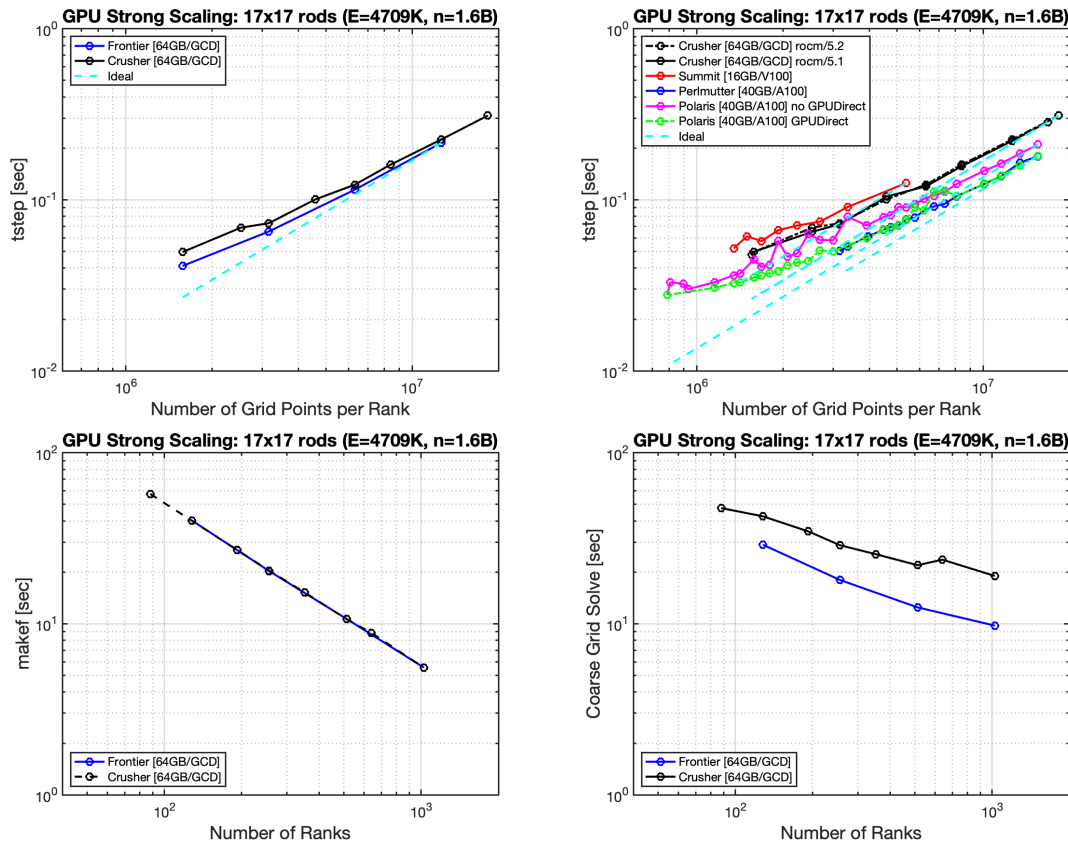 GPU Strong Scaling: 17x17 rods (E=4709K, n=1.6B)
10^0
Frontier [64GB/GCD]
Crusher [64GB/GCD]
Ideal
tstep [sec]
10^-1
10^-2
10^6
10^7
Number of Grid Points per Rank
GPU Strong Scaling: 17x17 rods (E=4709K, n=1.6B)
10^0
Crusher [64GB/GCD] rocm/5.2
Crusher [64GB/GCD] rocm/5.1
Summit [16GB/V100]
Perlmutter [40GB/A100]
Polaris [40GB/A100] no GPUDirect
Polaris [40GB/A100] GPUDirect
Ideal
tstep [sec]
10^-1
10^-2
10^6
10^7
Number of Grid Points per Rank
GPU Strong Scaling: 17x17 rods (E=4709K, n=1.6B)
10^2
makef [sec]
10^1
Frontier [64GB/GCD]
Crusher [64GB/GCD]
10^0
10^2
10^3
Number of Ranks
GPU Strong Scaling: 17x17 rods (E=4709K, n=1.6B)
10^2
Coarse Grid Solve [sec]
10^1
Frontier [64GB/GCD]
Crusher [64GB/GCD]
10^0
10^2
10^3
Number of Ranks